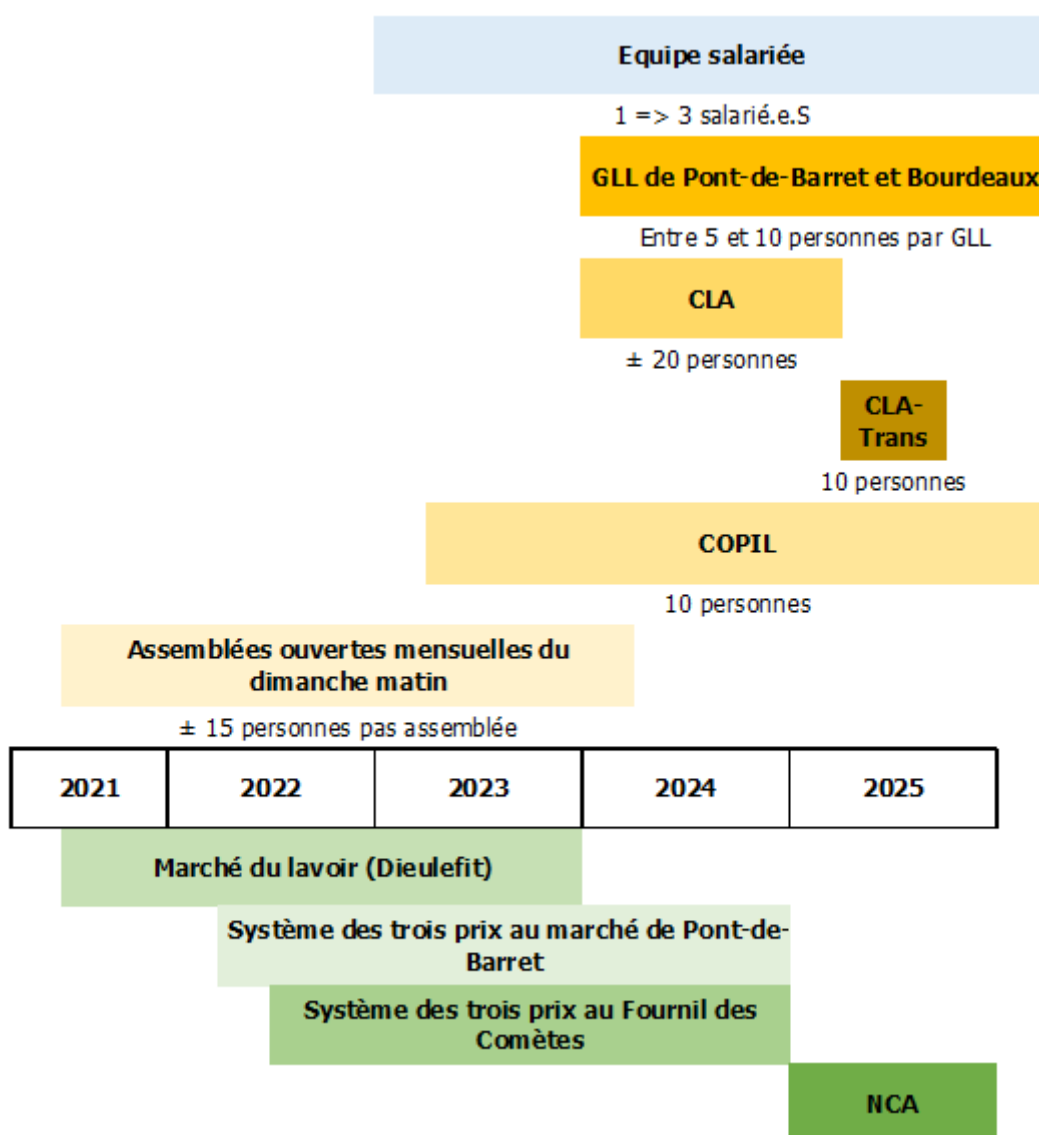 Equipe salariée
1 => 3 salarié.e.S
GLL de Pont-de-Barret et Bourdeaux
Entre 5 et 10 personnes par GLL
CLA
± 20 personnes
CLA-
Trans
10 personnes
COPIL
10 personnes
Assemblées ouvertes mensuelles du
dimanche matin
± 15 personnes pas assemblée
2021 2022 2023 2024 2025
Marché du lavoir (Dieulefit)
Système des trois prix au marché de Pont-de-
Barret
Système des trois prix au Fournil des
Comètes
NCA